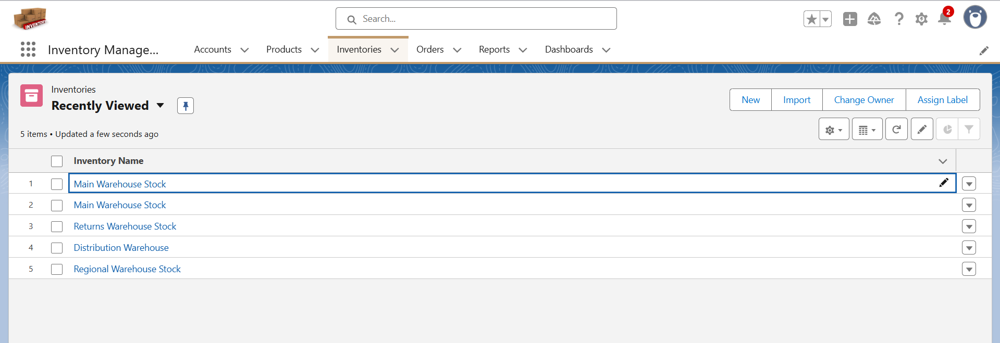 INVENTORY
Search...
2
Inventory Manage...
Accounts
Products
Inventories
Orders
Reports
Dashboards
Inventories
Recently Viewed
New
Import
Change Owner
Assign Label
5 items • Updated a few seconds ago
Inventory Name
1 Main Warehouse Stock
2 Main Warehouse Stock
3 Returns Warehouse Stock
4 Distribution Warehouse
5 Regional Warehouse Stock